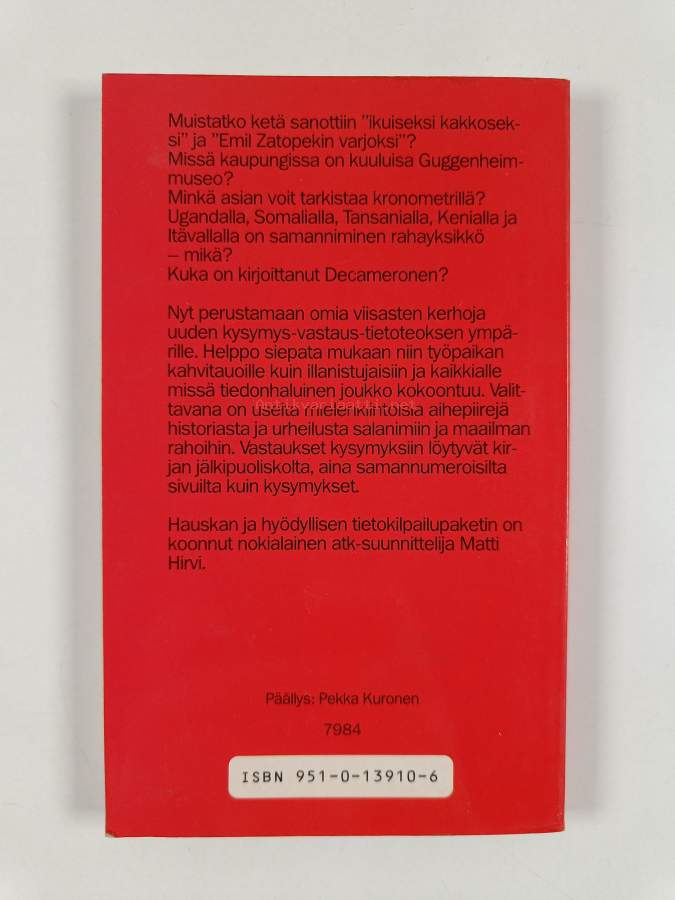 Muistatko ketä sanottiin ”ikuiseksi kakkosek-
si” ja ”Emil Zatopekin varjoksi”?
Missä kaupungissa on kuuluisa Guggenheim-
museo?
Minkä asian voit tarkistaa kronometrillä?
Ugandalla, Somalialla, Tansanialla, Kenialla ja
Itävallalla on samanniminen rahayksikkö
– mikä?
Kuka on kirjoittanut Decameronen?
Nyt perustamaan omia viisasten kerhoja
uuden kysymys-vastaus-tietoteoksen ympä-
rille. Helppo siepata mukaan niin työpaikan
kahvitauoille kuin illanistujaisiin ja kaikkialle
missä tiedonhaluinen joukko kokoontuu. Valit-
antikvariaatti.net
tavana on useita mielenkiintoisia aihepiirejä
historiasta ja urheilusta salanimiin ja maailman
rahoihin. Vastaukset kysymyksiin löytyvät kir-
jan jälkipuoliskolta, aina samannumeroisilta
sivuilta kuin kysymykset.
Hauskan ja hyödyllisen tietokilpailupaketin on
koonnut nokialainen atk-suunnittelija Matti
Hirvi.
Päällys: Pekka Kuronen
7984
ISBN 951-0-13910-6